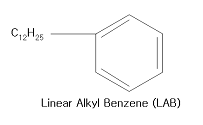 C₁₂H₂₅
Linear Alkyl Benzene (LAB)